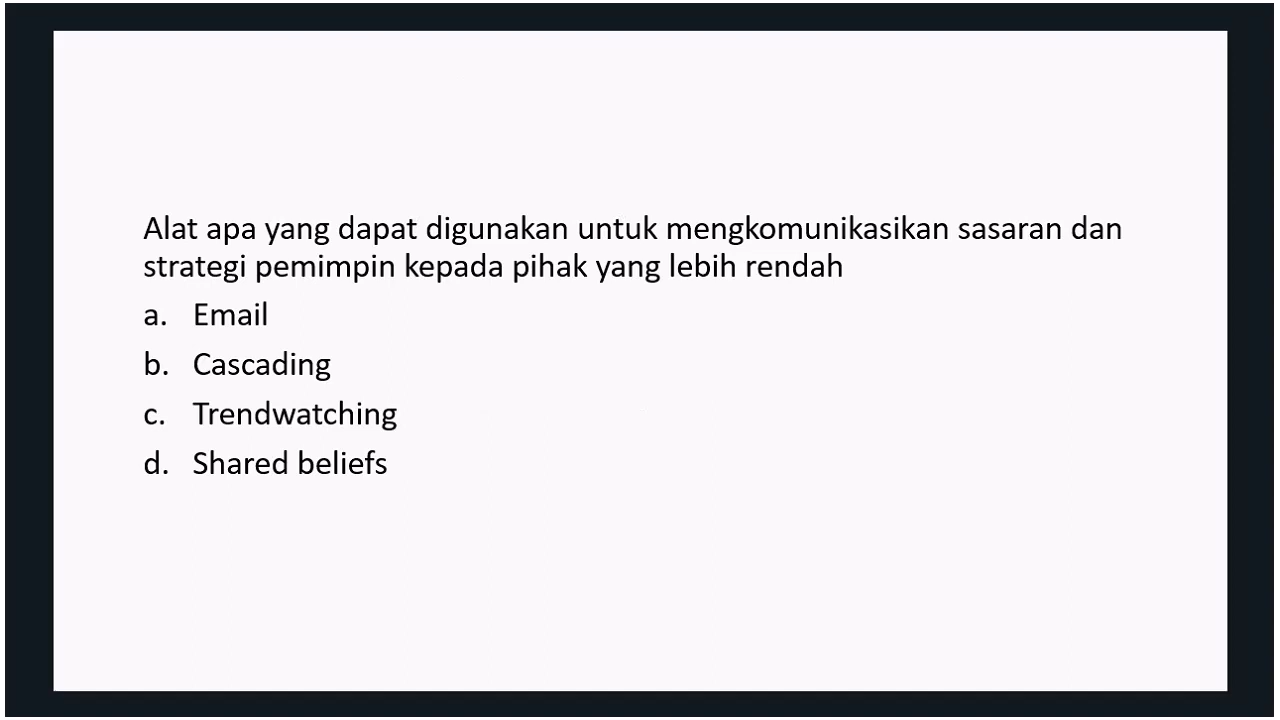 Alat apa yang dapat digunakan untuk mengkomunikasikan sasaran dan
strategi pemimpin kepada pihak yang lebih rendah
a. Email
b. Cascading
c. Trendwatching
d. Shared beliefs